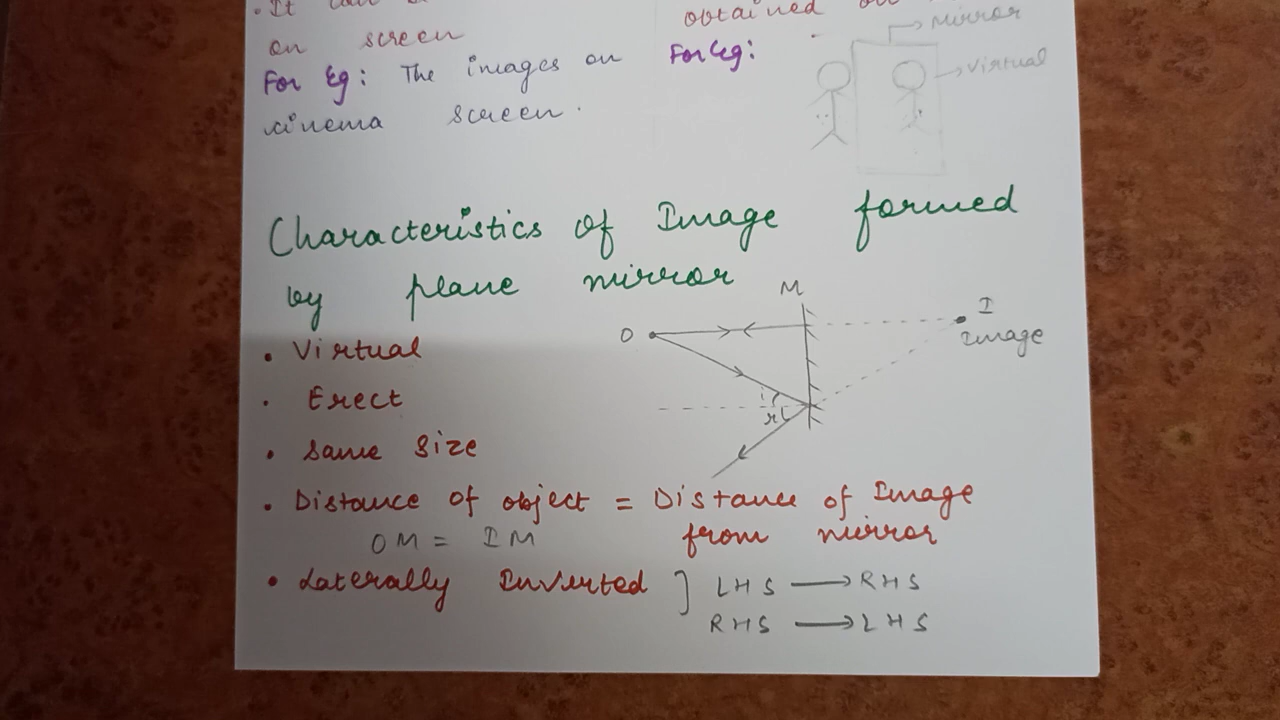 . It
on screen
For Eg: The images on
cinema screen.
obtained
For Eg:
Mirror
Virtual
Characteristics of Image formed
by plane mirror
M
O
I
Image
i
r
• Virtual
• Erect
• Same Size
• Distance of object = Distance of Image
from mirror
OM = IM
• Laterally Inverted ] LHS → RHS
RHS → LHS